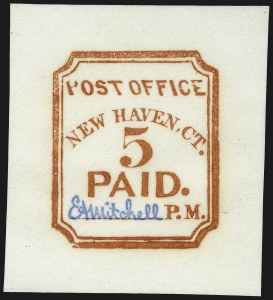 POST OFFICE
NEW HAVEN, CT.
5
PAID.
EAMitchell P.M.